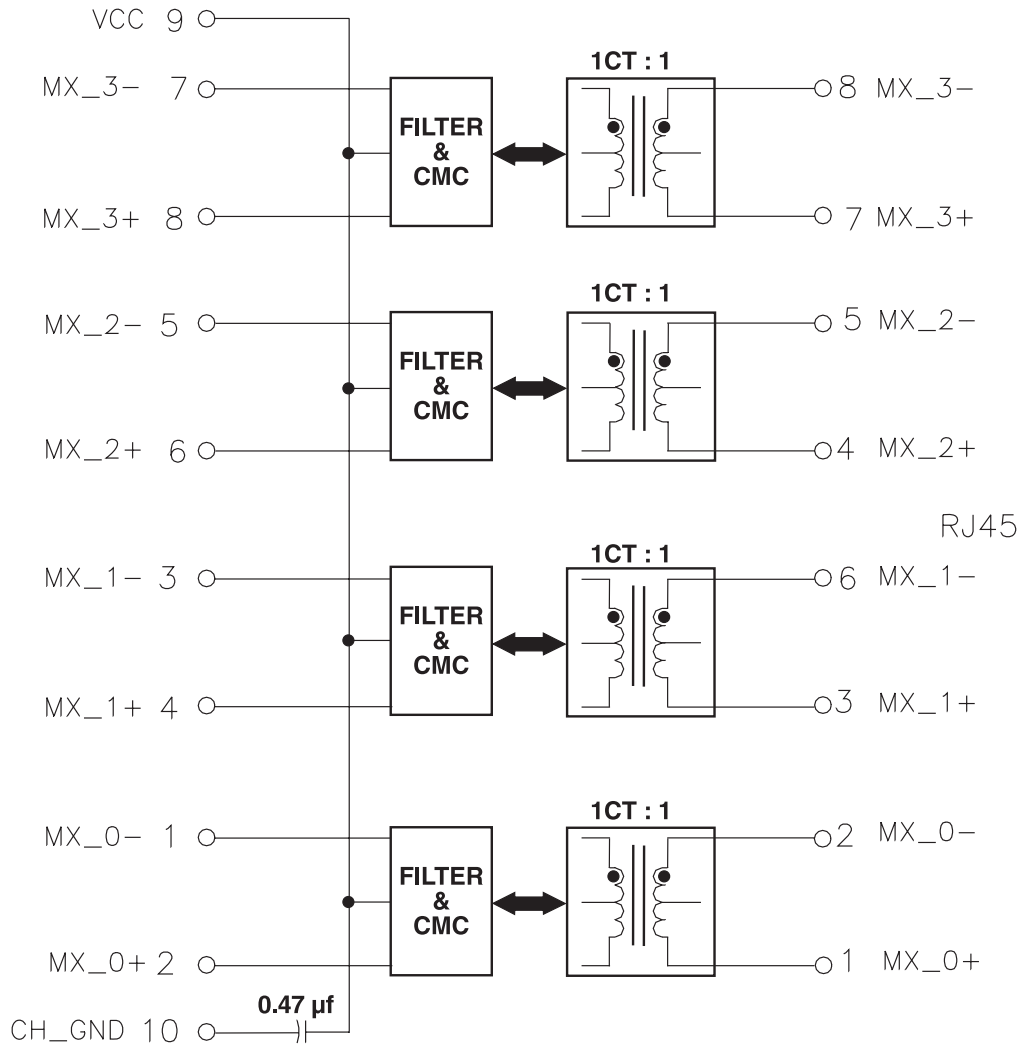 VCC 9
1CT : 1
MX_3- 7
8 MX_3-
FILTER
&
CMC
MX_3+ 8
7 MX_3+
1CT : 1
MX_2- 5
5 MX_2-
FILTER
&
CMC
MX_2+ 6
4 MX_2+
RJ45
1CT : 1
MX_1- 3
6 MX_1-
FILTER
&
CMC
MX_1+ 4
3 MX_1+
1CT : 1
MX_0- 1
2 MX_0-
FILTER
&
CMC
MX_0+ 2
1 MX_0+
0.47 µf
CH_GND 10